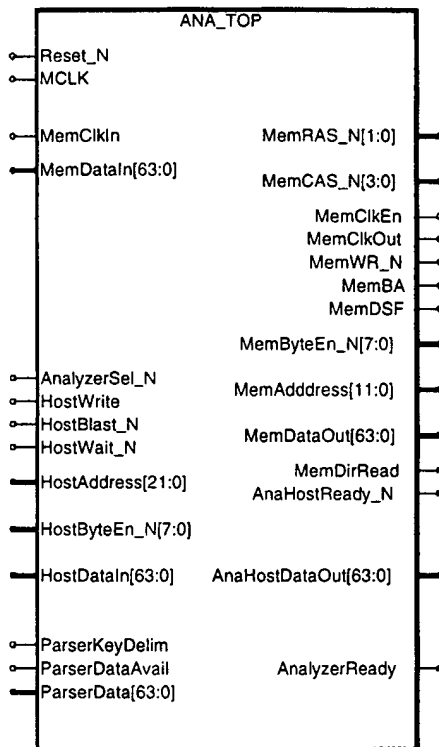 ANA_TOP
Reset_N
MCLK
MemClkIn
MemRAS_N[1:0]
MemDataIn[63:0]
MemCAS_N[3:0]
MemClkEn
MemClkOut
MemWR_N
MemBA
MemDSF
MemByteEn_N[7:0]
AnalyzerSel_N
MemAdddress[11:0]
HostWrite
HostBlast_N
MemDataOut[63:0]
HostWait_N
MemDirRead
HostAddress[21:0]
AnaHostReady_N
HostByteEn_N[7:0]
HostDataIn[63:0]
AnaHostDataOut[63:0]
ParserKeyDelim
ParserDataAvail
AnalyzerReady
ParserData[63:0]